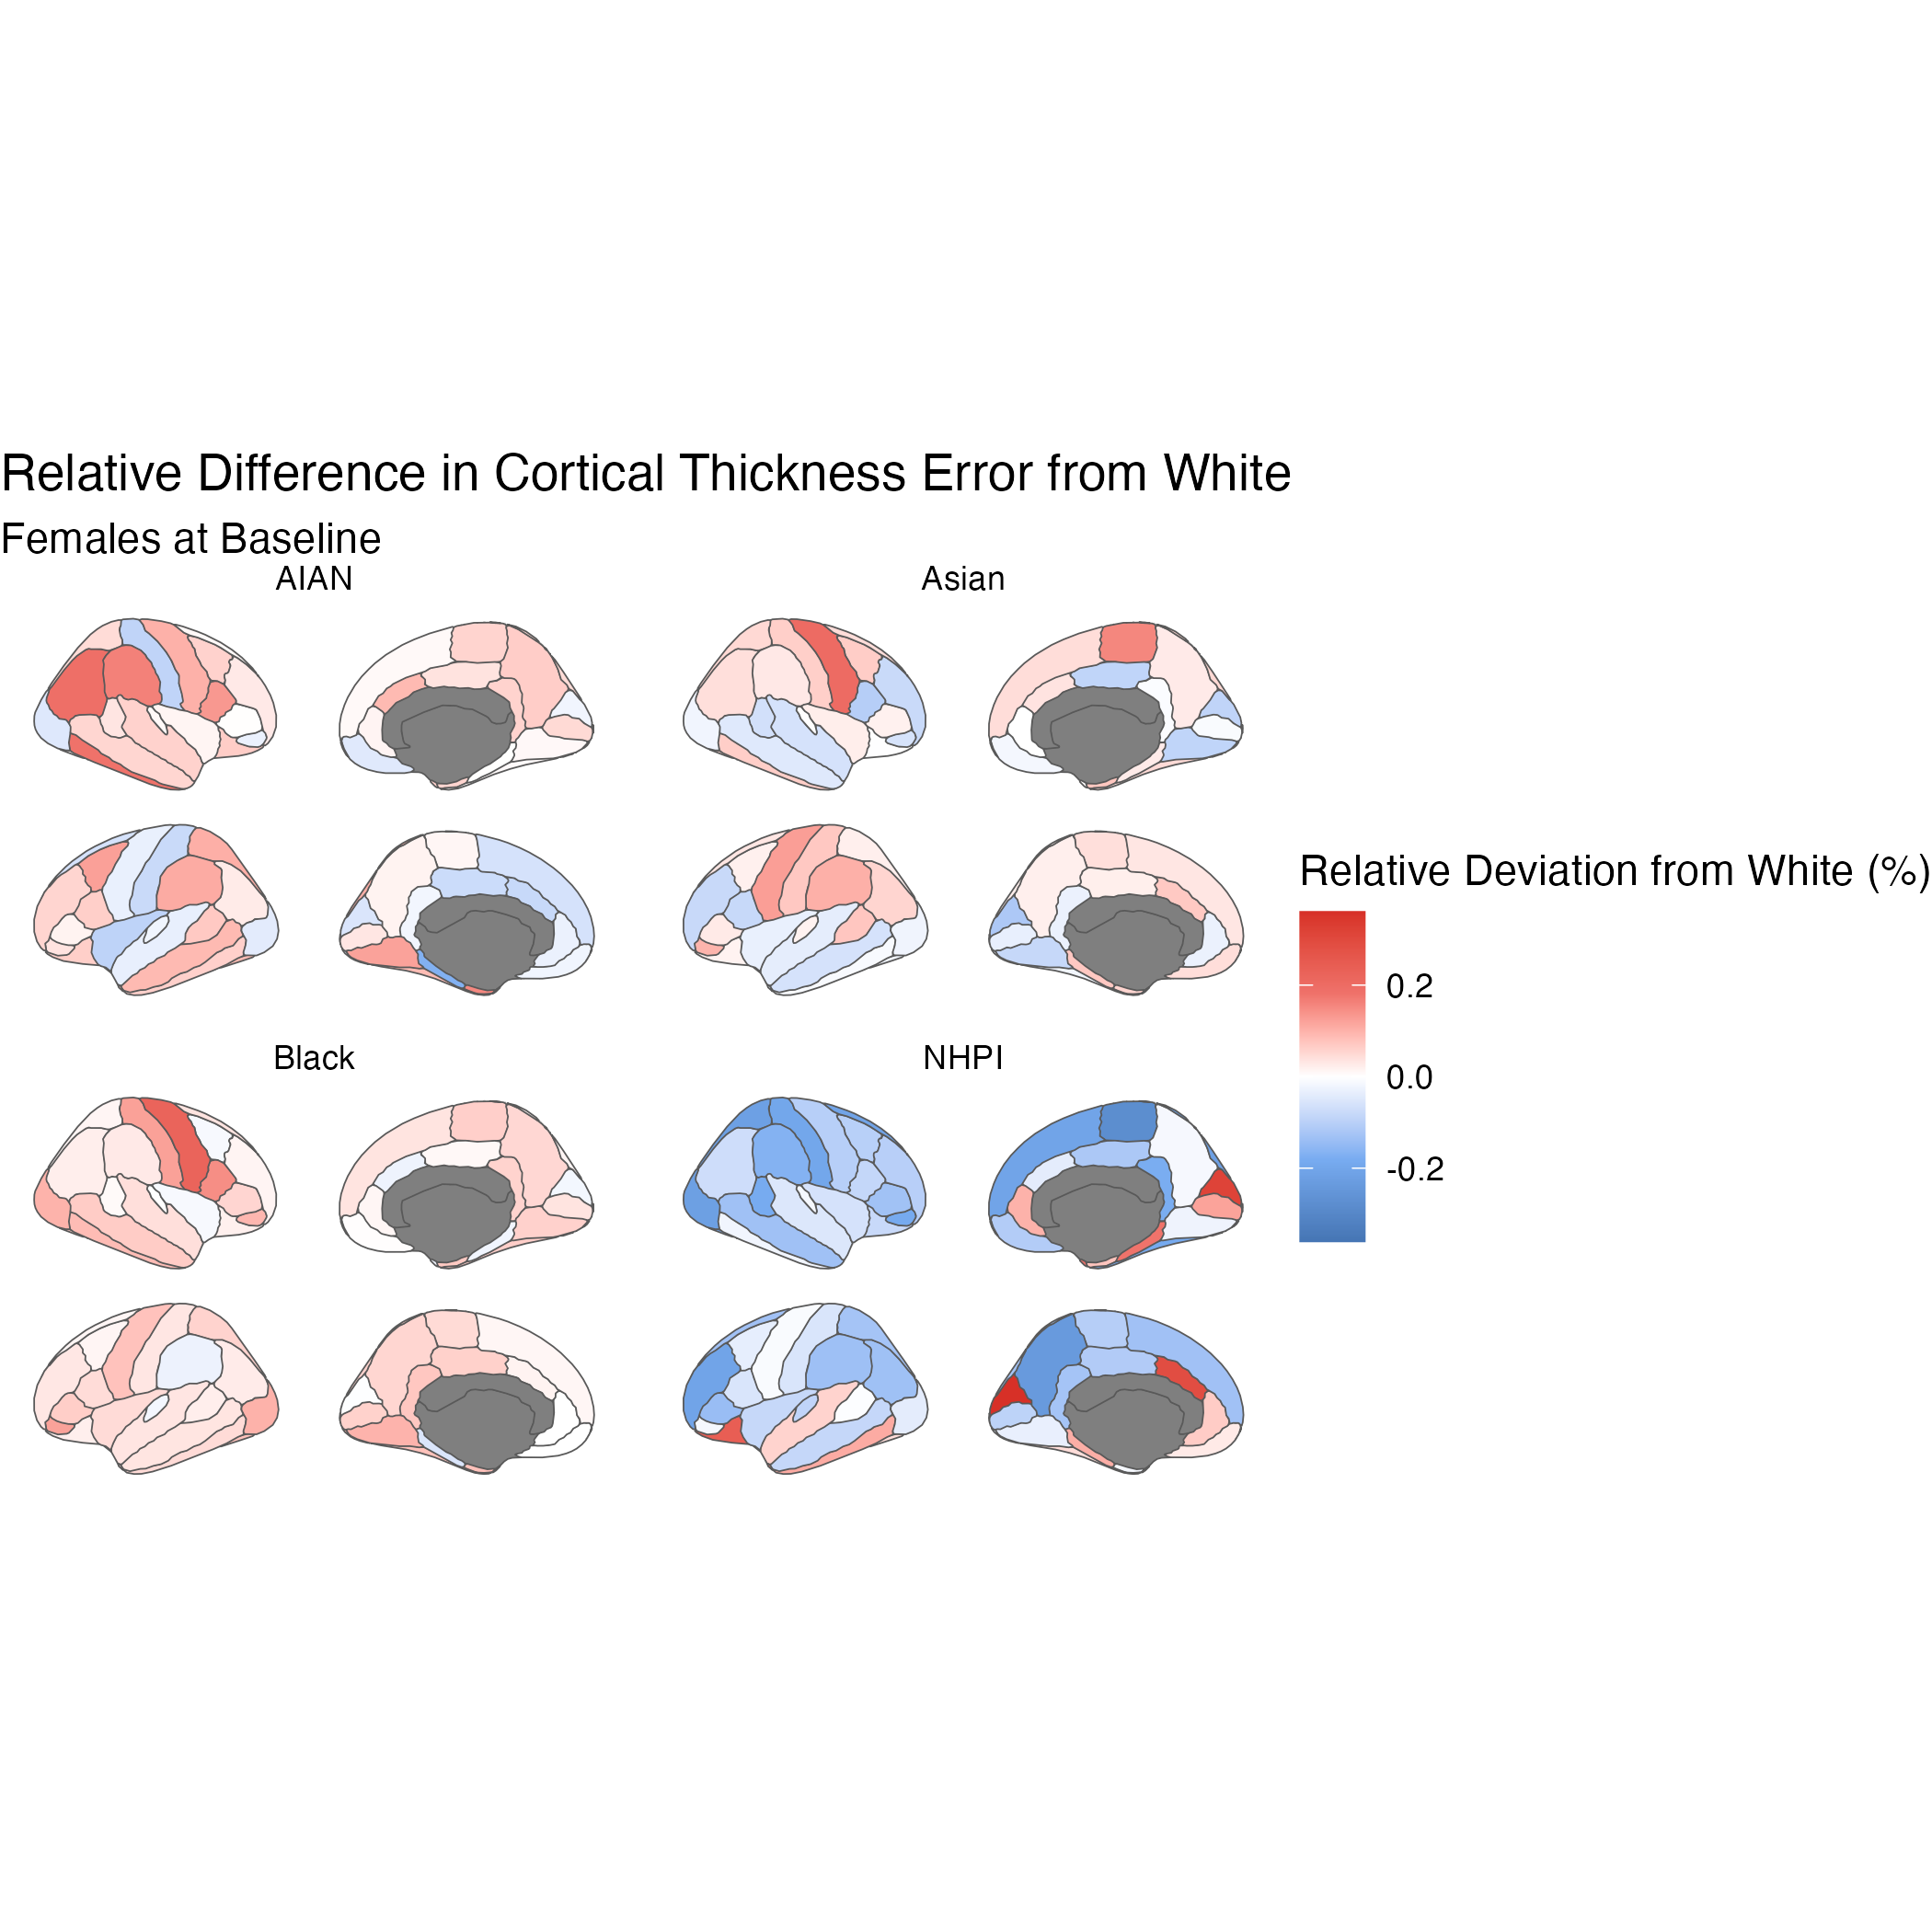 Relative Difference in Cortical Thickness Error from White
Females at Baseline
AIAN
Asian
Relative Deviation from White (%)
0.2
0.0
-0.2
Black
NHPI